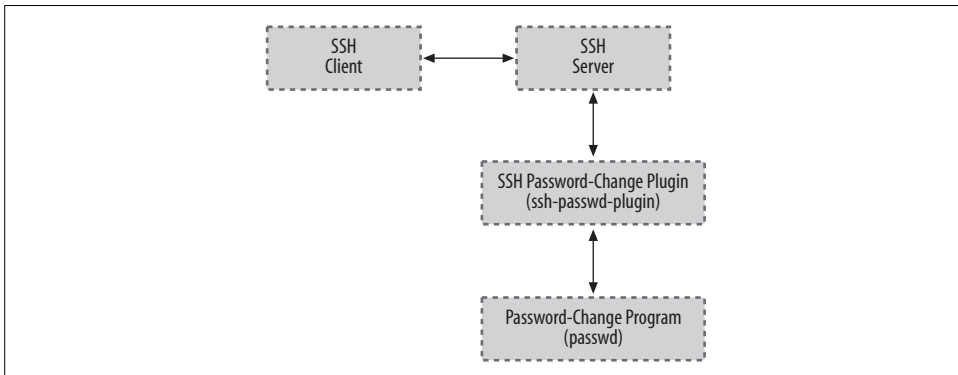 SSH
Client
SSH
Server
SSH Password-Change Plugin
(ssh-passwd-plugin)
Password-Change Program
(passwd)